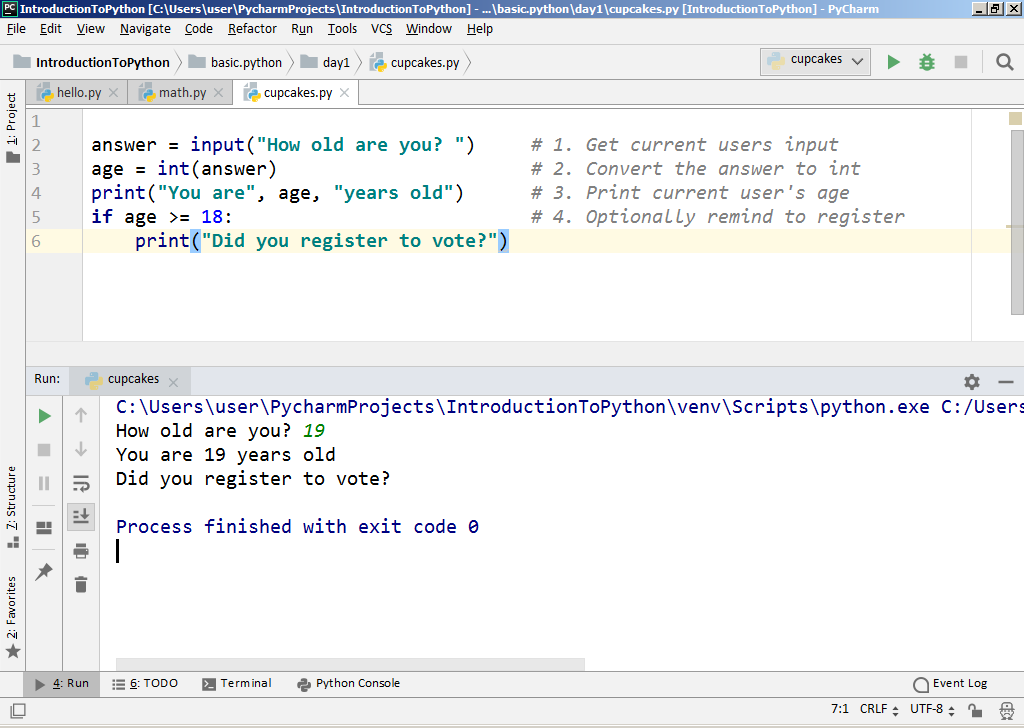 PC IntroductionToPython [C:\Users\user\PycharmProjects\IntroductionToPython] - ...\basic.python\day1\cupcakes.py [IntroductionToPython] - PyCharm
File Edit View Navigate Code Refactor Run Tools VCS Window Help
IntroductionToPython basic.python day1 cupcakes.py cupcakes
hello.py math.py cupcakes.py
1: Project
1
2 answer = input("How old are you? ") # 1. Get current users input
3 age = int(answer) # 2. Convert the answer to int
4 print("You are", age, "years old") # 3. Print current user's age
5 if age >= 18: # 4. Optionally remind to register
6 print("Did you register to vote?")
Run: cupcakes
C:\Users\user\PycharmProjects\IntroductionToPython\venv\Scripts\python.exe C:/Users
How old are you? 19
You are 19 years old
Did you register to vote?
Process finished with exit code 0
7: Structure
2: Favorites
4: Run 6: TODO Terminal Python Console Event Log
7:1 CRLF UTF-8